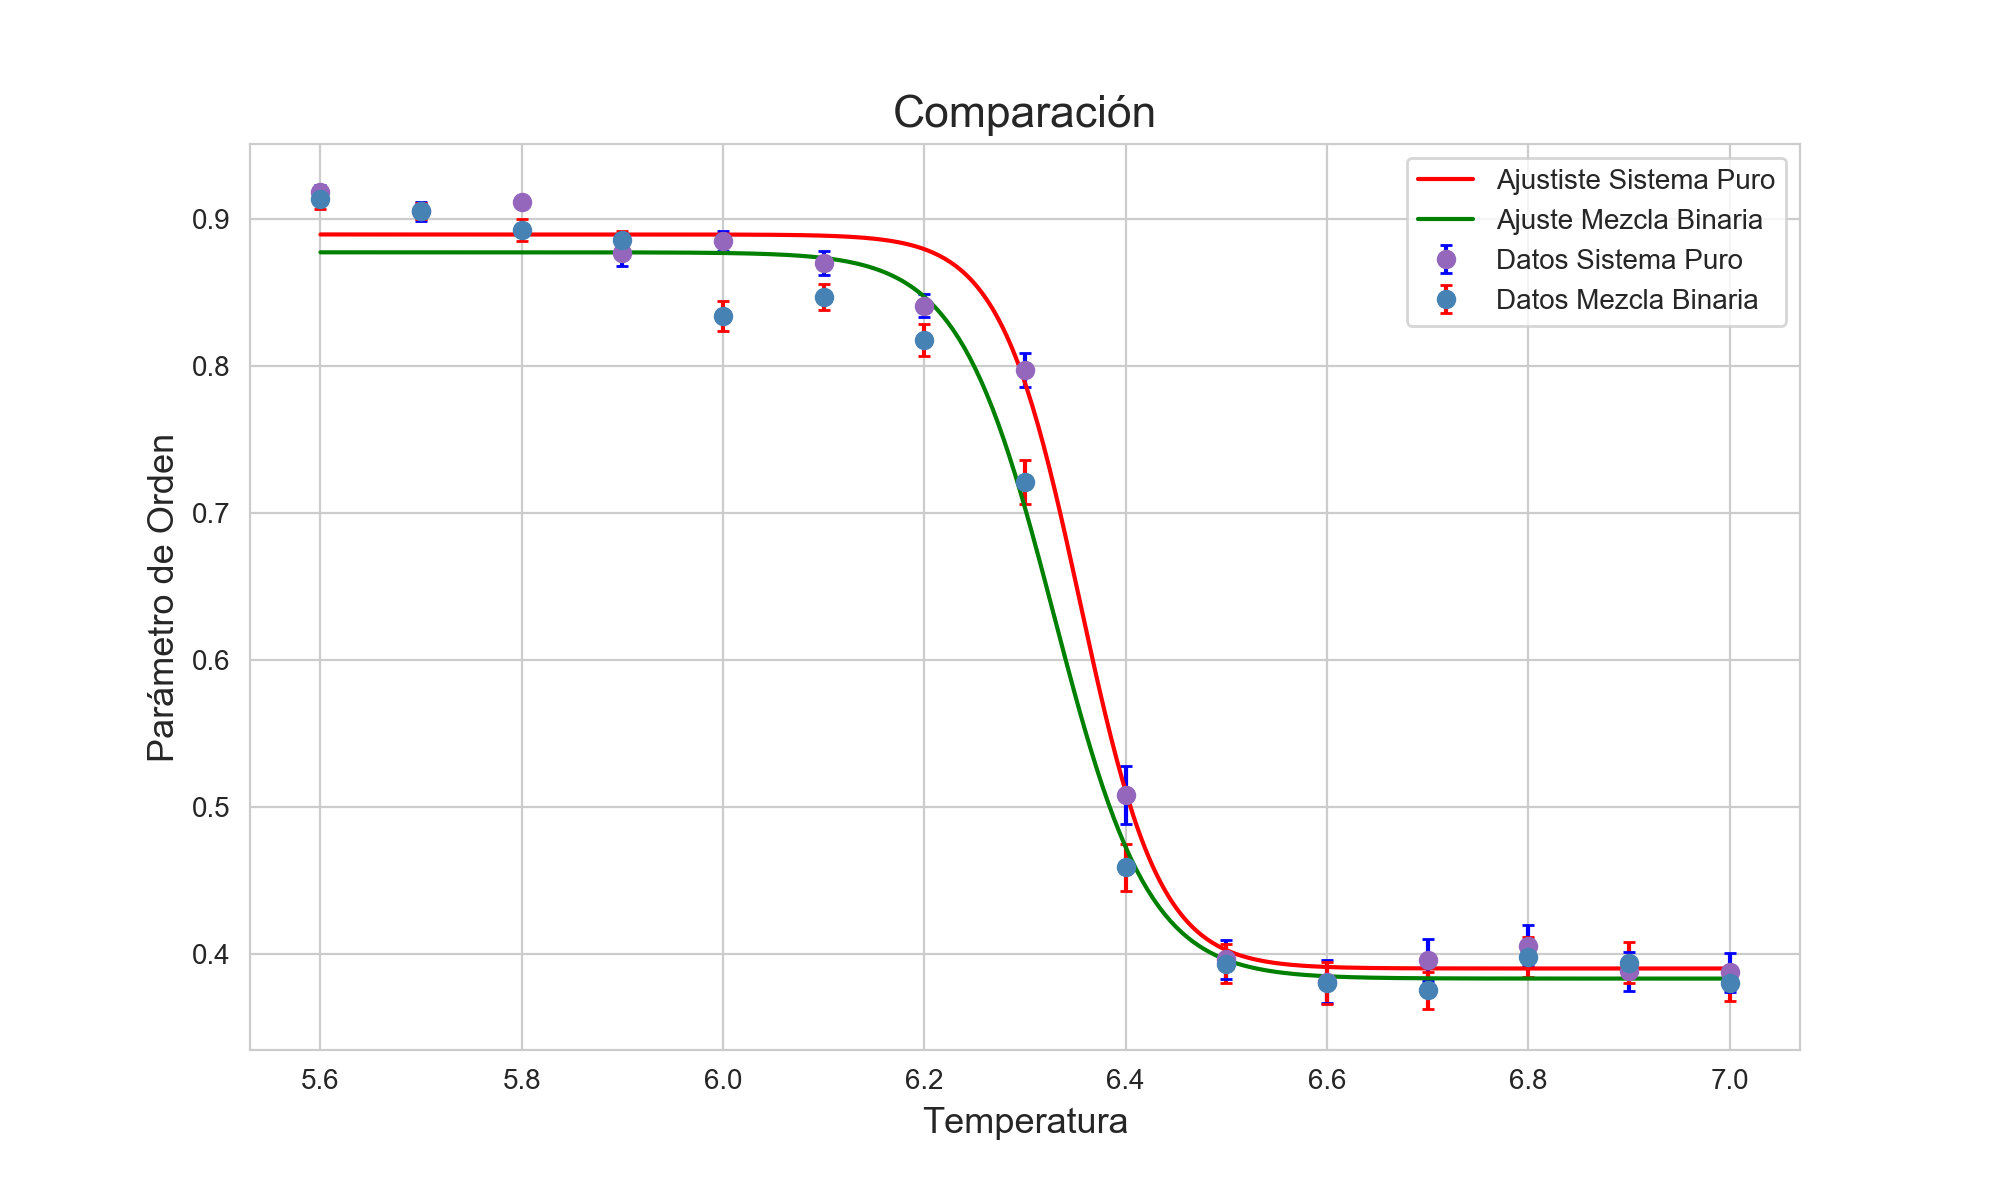 Comparación
Ajustiste Sistema Puro
Ajuste Mezcla Binaria
Datos Sistema Puro
Datos Mezcla Binaria
Parámetro de Orden
0.9
0.8
0.7
0.6
0.5
0.4
5.6 5.8 6.0 6.2 6.4 6.6 6.8 7.0
Temperatura